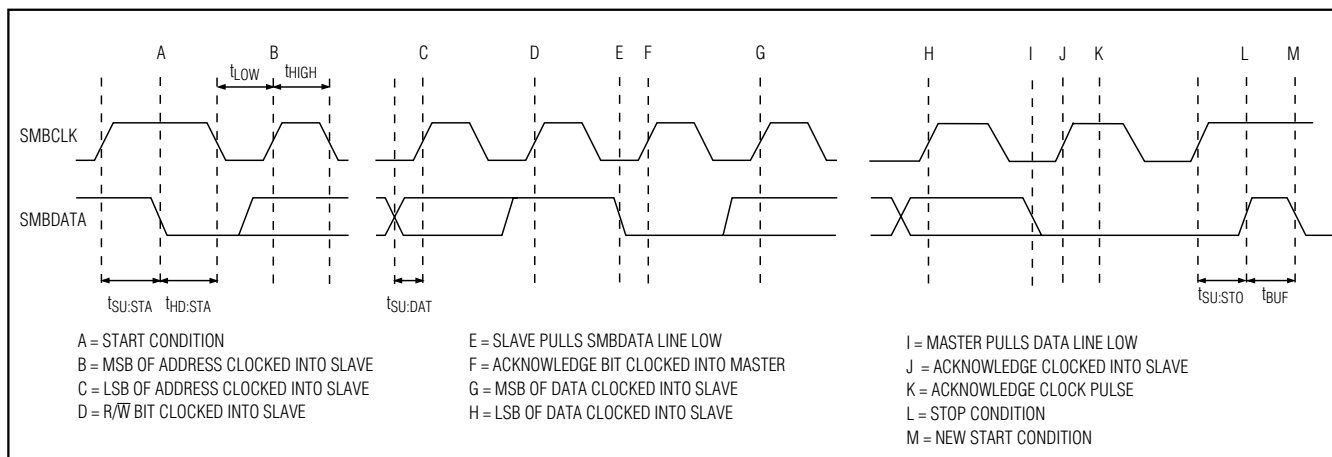 A B C D E F G H I J K L M
tLOW tHIGH
SMBCLK
SMBDATA
tSU:STA tHD:STA tSU:DAT tSU:STO tBUF
A = START CONDITION
B = MSB OF ADDRESS CLOCKED INTO SLAVE
C = LSB OF ADDRESS CLOCKED INTO SLAVE
D = R/W̅ BIT CLOCKED INTO SLAVE
E = SLAVE PULLS SMBDATA LINE LOW
F = ACKNOWLEDGE BIT CLOCKED INTO MASTER
G = MSB OF DATA CLOCKED INTO SLAVE
H = LSB OF DATA CLOCKED INTO SLAVE
I = MASTER PULLS DATA LINE LOW
J = ACKNOWLEDGE CLOCKED INTO SLAVE
K = ACKNOWLEDGE CLOCK PULSE
L = STOP CONDITION
M = NEW START CONDITION